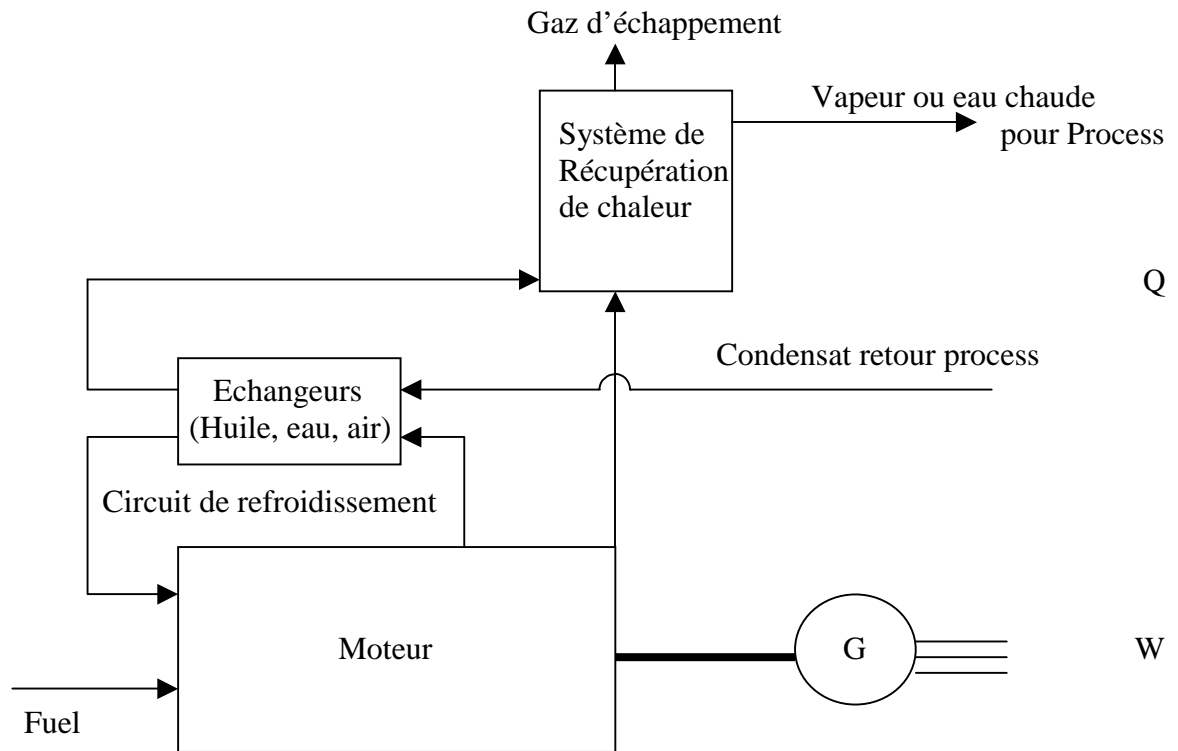 Gaz d’échappement
Vapeur ou eau chaude
pour Process
Système de
Récupération
de chaleur
Q
Condensat retour process
Echangeurs
(Huile, eau, air)
Circuit de refroidissement
Moteur
G
W
Fuel